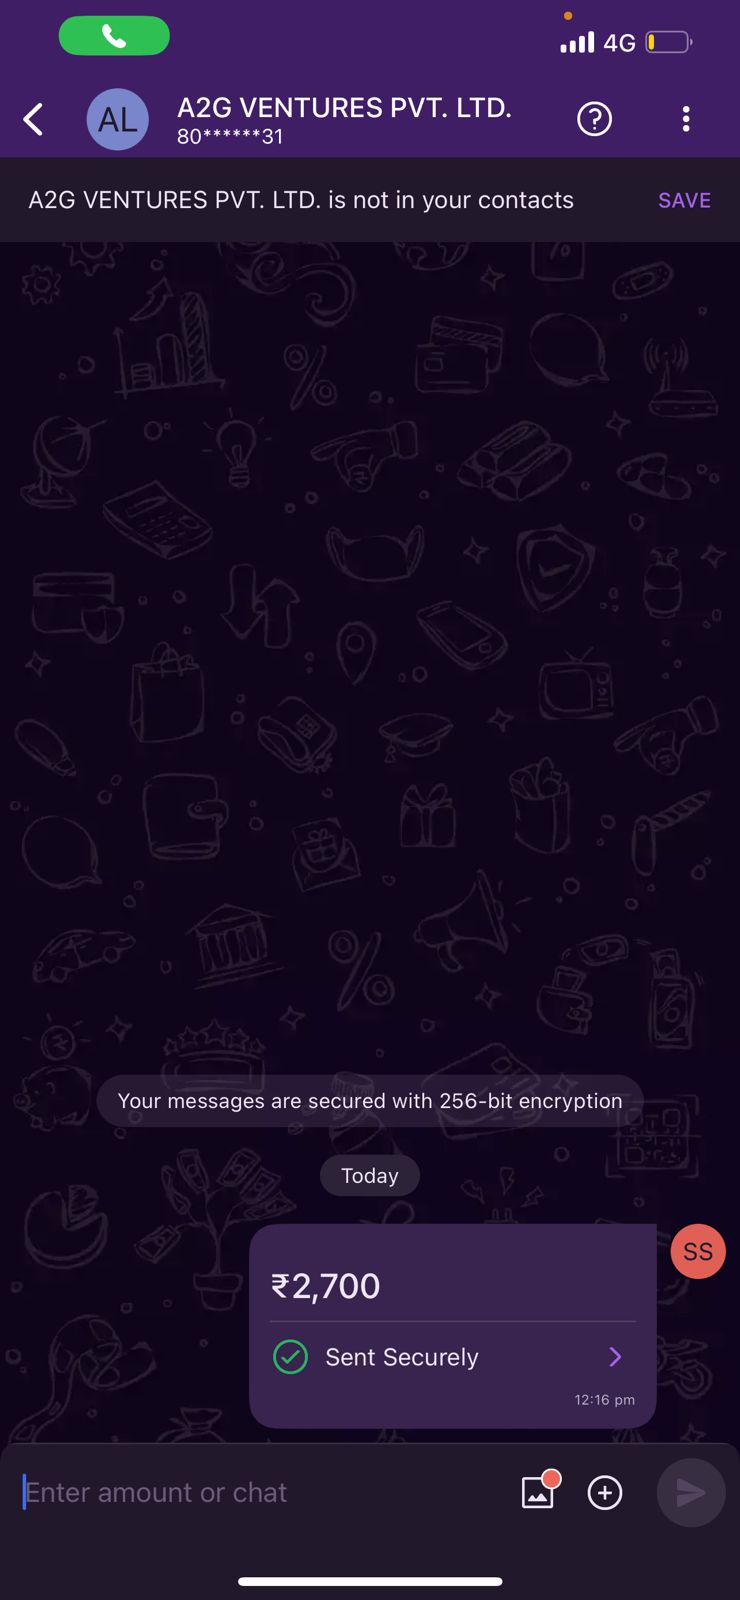 4G
A2G VENTURES PVT. LTD.
AL
80******31
A2G VENTURES PVT. LTD. is not in your contacts SAVE
Your messages are secured with 256-bit encryption
Today
SS
₹2,700
Sent Securely
12:16 pm
Enter amount or chat